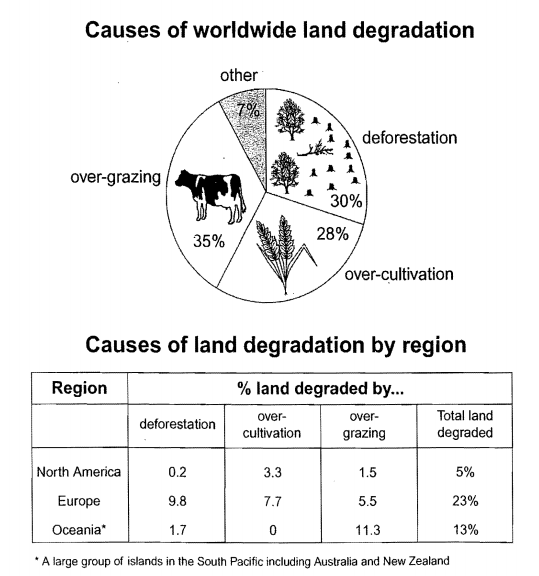 Causes of worldwide land degradation
other
7%
deforestation
over-grazing
30%
35%
28%
over-cultivation
Causes of land degradation by region
Region % land degraded by...
deforestation over-cultivation over-grazing Total land degraded
North America 0.2 3.3 1.5 5%
Europe 9.8 7.7 5.5 23%
Oceania* 1.7 0 11.3 13%
* A large group of islands in the South Pacific including Australia and New Zealand